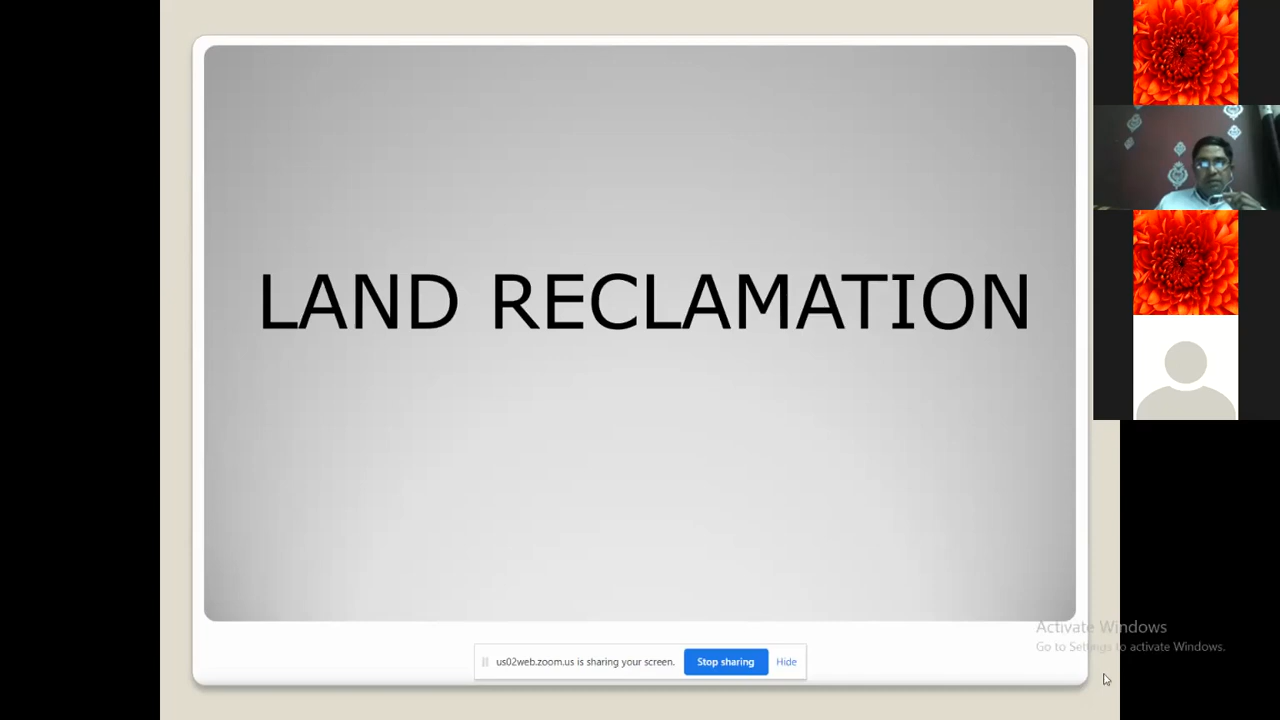 LAND RECLAMATION
Activate Windows
Go to Settings to activate Windows.
us02web.zoom.us is sharing your screen. Stop sharing Hide